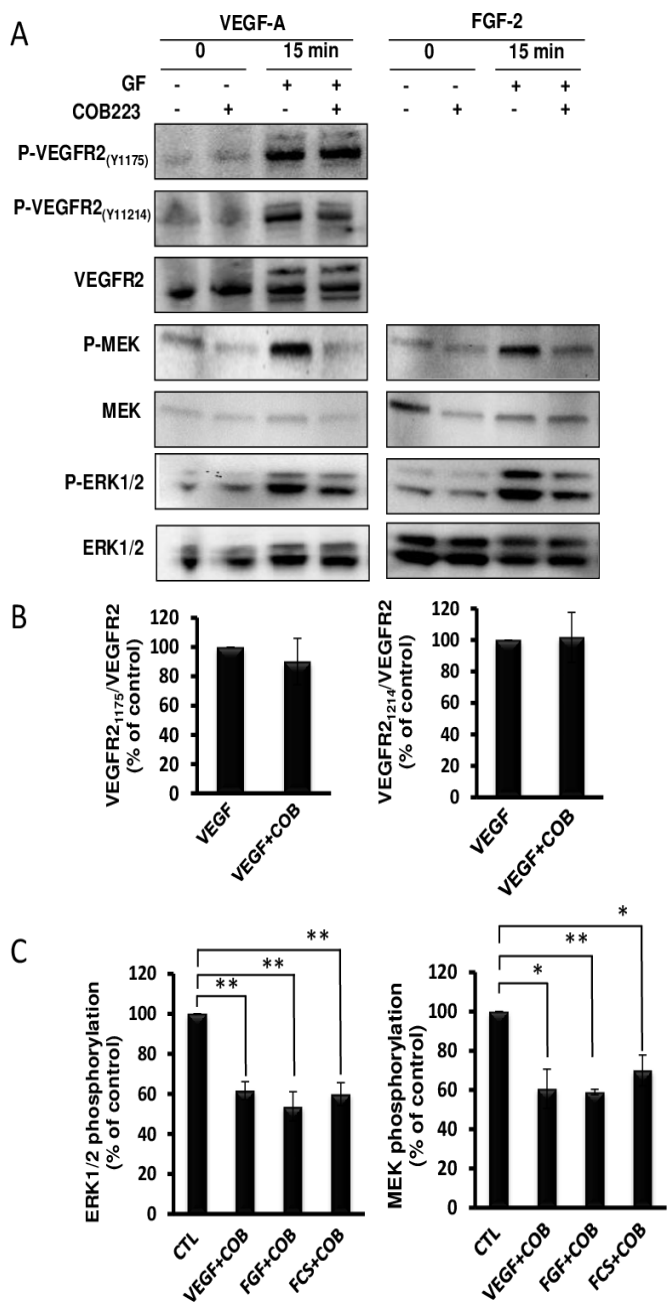 A
VEGF-A FGF-2
0 15 min 0 15 min
GF - - + + - - + +
COB223 - + - + - + - +
P-VEGFR2(Y1175)
P-VEGFR2(Y11214)
VEGFR2
P-MEK
MEK
P-ERK1/2
ERK1/2
B
VEGFR21175/VEGFR2
(% of control)
120
100
80
60
40
20
0
VEGF
VEGF+COB
VEGFR21214/VEGFR2
(% of control)
120
100
80
60
40
20
0
VEGF
VEGF+COB
C
ERK1/2 phosphorylation
(% of control)
120
100
80
60
40
20
0
**
**
**
CTL
VEGF+COB
FGF+COB
FCS+COB
MEK phosphorylation
(% of control)
120
100
80
60
40
20
0
*
**
*
CTL
VEGF+COB
FGF+COB
FCS+COB